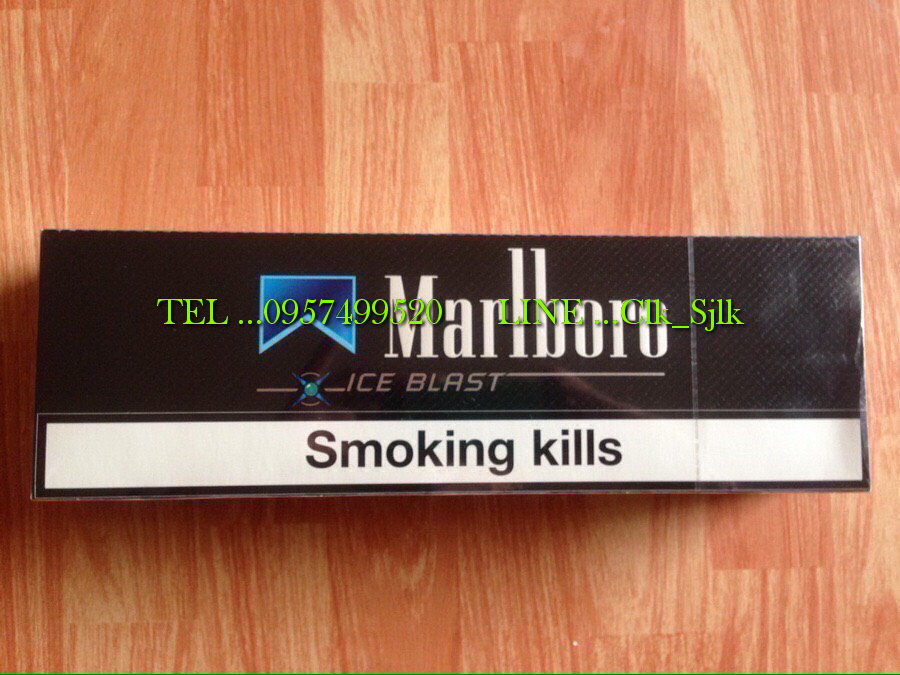 Marlboro
TEL ...0957499520 LINE ...Clk_Sjlk
ICE BLAST
Smoking kills